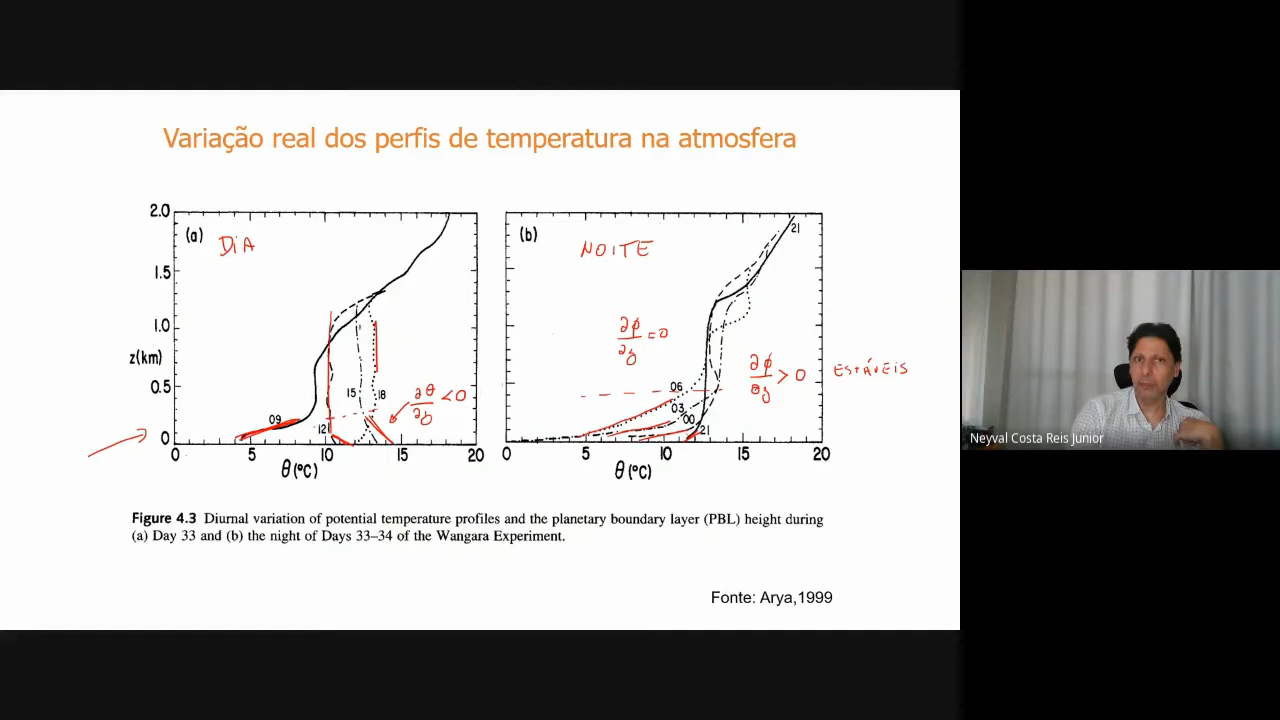 Variação real dos perfis de temperatura na atmosfera
2.0
1.5
1.0
0.5
0
z(km)
(a)
DIA
09
12
15
18
∂θ/∂z < 0
0 5 10 15 20
θ(°C)
(b)
NOITE
21
∂ϕ/∂z = 0
∂ϕ/∂z > 0
ESTÁVEIS
06
03
00
21
0 5 10 15 20
θ(°C)
Figure 4.3 Diurnal variation of potential temperature profiles and the planetary boundary layer (PBL) height during
(a) Day 33 and (b) the night of Days 33–34 of the Wangara Experiment.
Fonte: Arya,1999
Neyval Costa Reis Junior